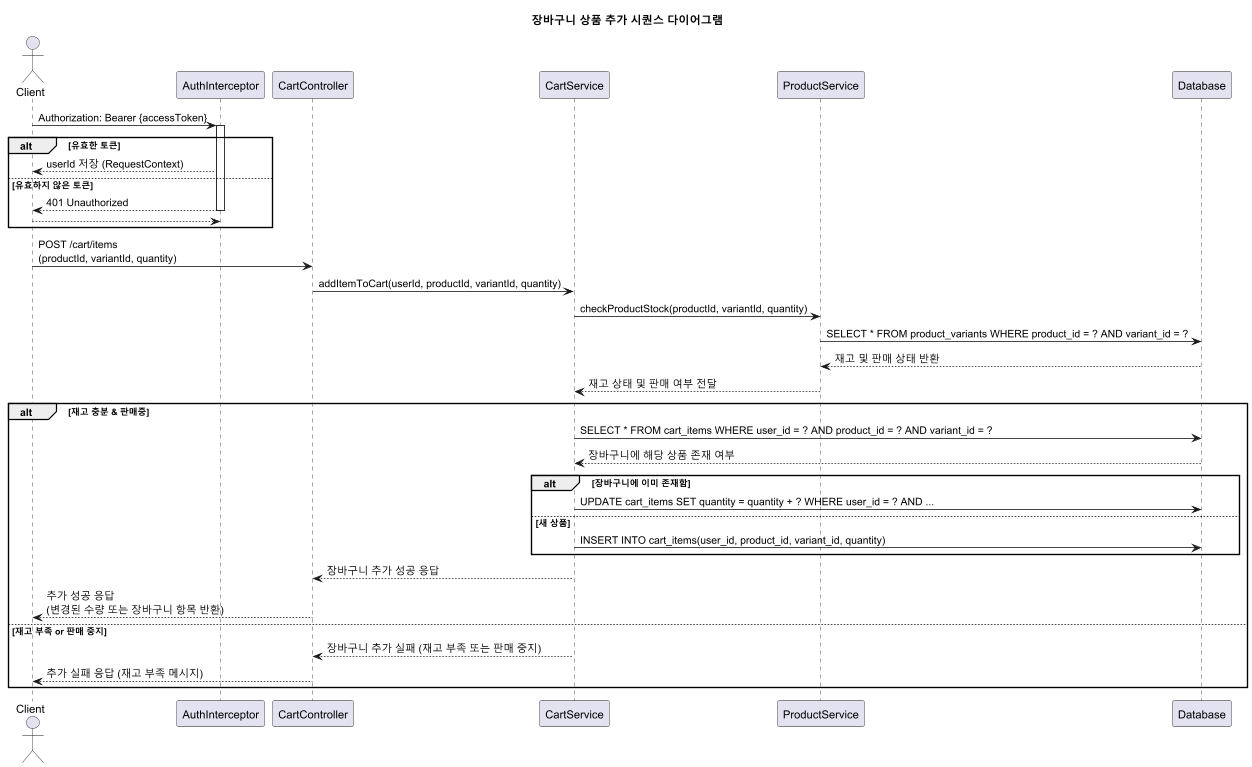 장바구니 상품 추가 시퀀스 다이어그램
Client
AuthInterceptor
CartController
CartService
ProductService
Database
Authorization: Bearer {accessToken}
alt
[유효한 토큰]
userId 저장 (RequestContext)
[유효하지 않은 토큰]
401 Unauthorized
POST /cart/items
(productId, variantId, quantity)
addItemToCart(userId, productId, variantId, quantity)
checkProductStock(productId, variantId, quantity)
SELECT * FROM product_variants WHERE product_id = ? AND variant_id = ?
재고 및 판매 상태 반환
재고 상태 및 판매 여부 전달
alt
[재고 충분 & 판매중]
SELECT * FROM cart_items WHERE user_id = ? AND product_id = ? AND variant_id = ?
장바구니에 해당 상품 존재 여부
alt
[장바구니에 이미 존재함]
UPDATE cart_items SET quantity = quantity + ? WHERE user_id = ? AND ...
[새 상품]
INSERT INTO cart_items(user_id, product_id, variant_id, quantity)
장바구니 추가 성공 응답
추가 성공 응답
(변경된 수량 또는 장바구니 항목 반환)
[재고 부족 or 판매 중지]
장바구니 추가 실패 (재고 부족 또는 판매 중지)
추가 실패 응답 (재고 부족 메시지)
Client
AuthInterceptor
CartController
CartService
ProductService
Database